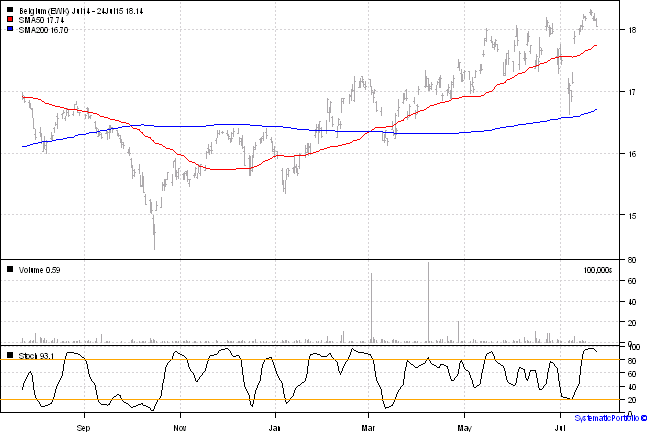 Belgium (EWK) Jul14 - 24Jul15 18.14
SMA50 17.74
SMA200 16.70
18
17
16
15
Volume 0.59
100,000s
80
60
40
20
0
Stoch 93.1
100
80
60
40
20
0
Sep
Nov
Jan
Mar
May
Jul
SystematicPortfolio ©